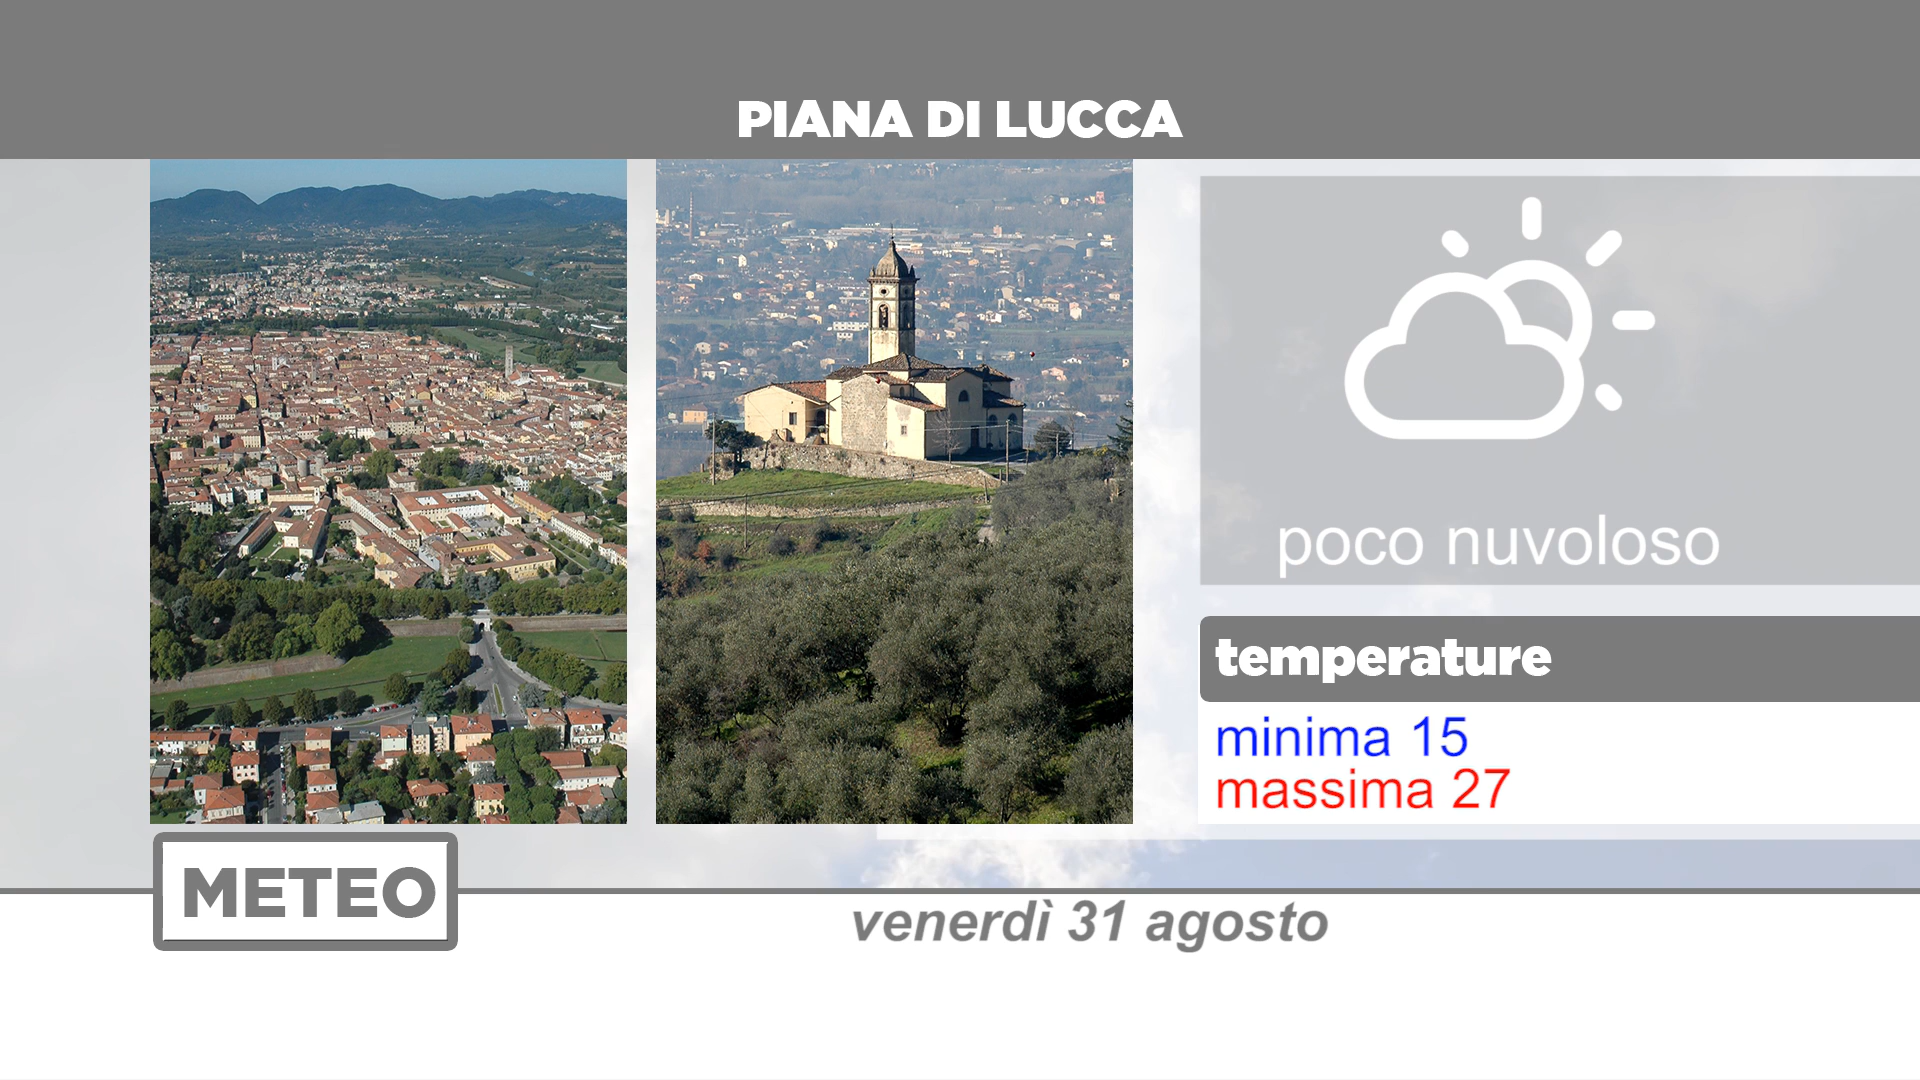 PIANA DI LUCCA
poco nuvoloso
temperature
minima 15
massima 27
METEO
venerdì 31 agosto